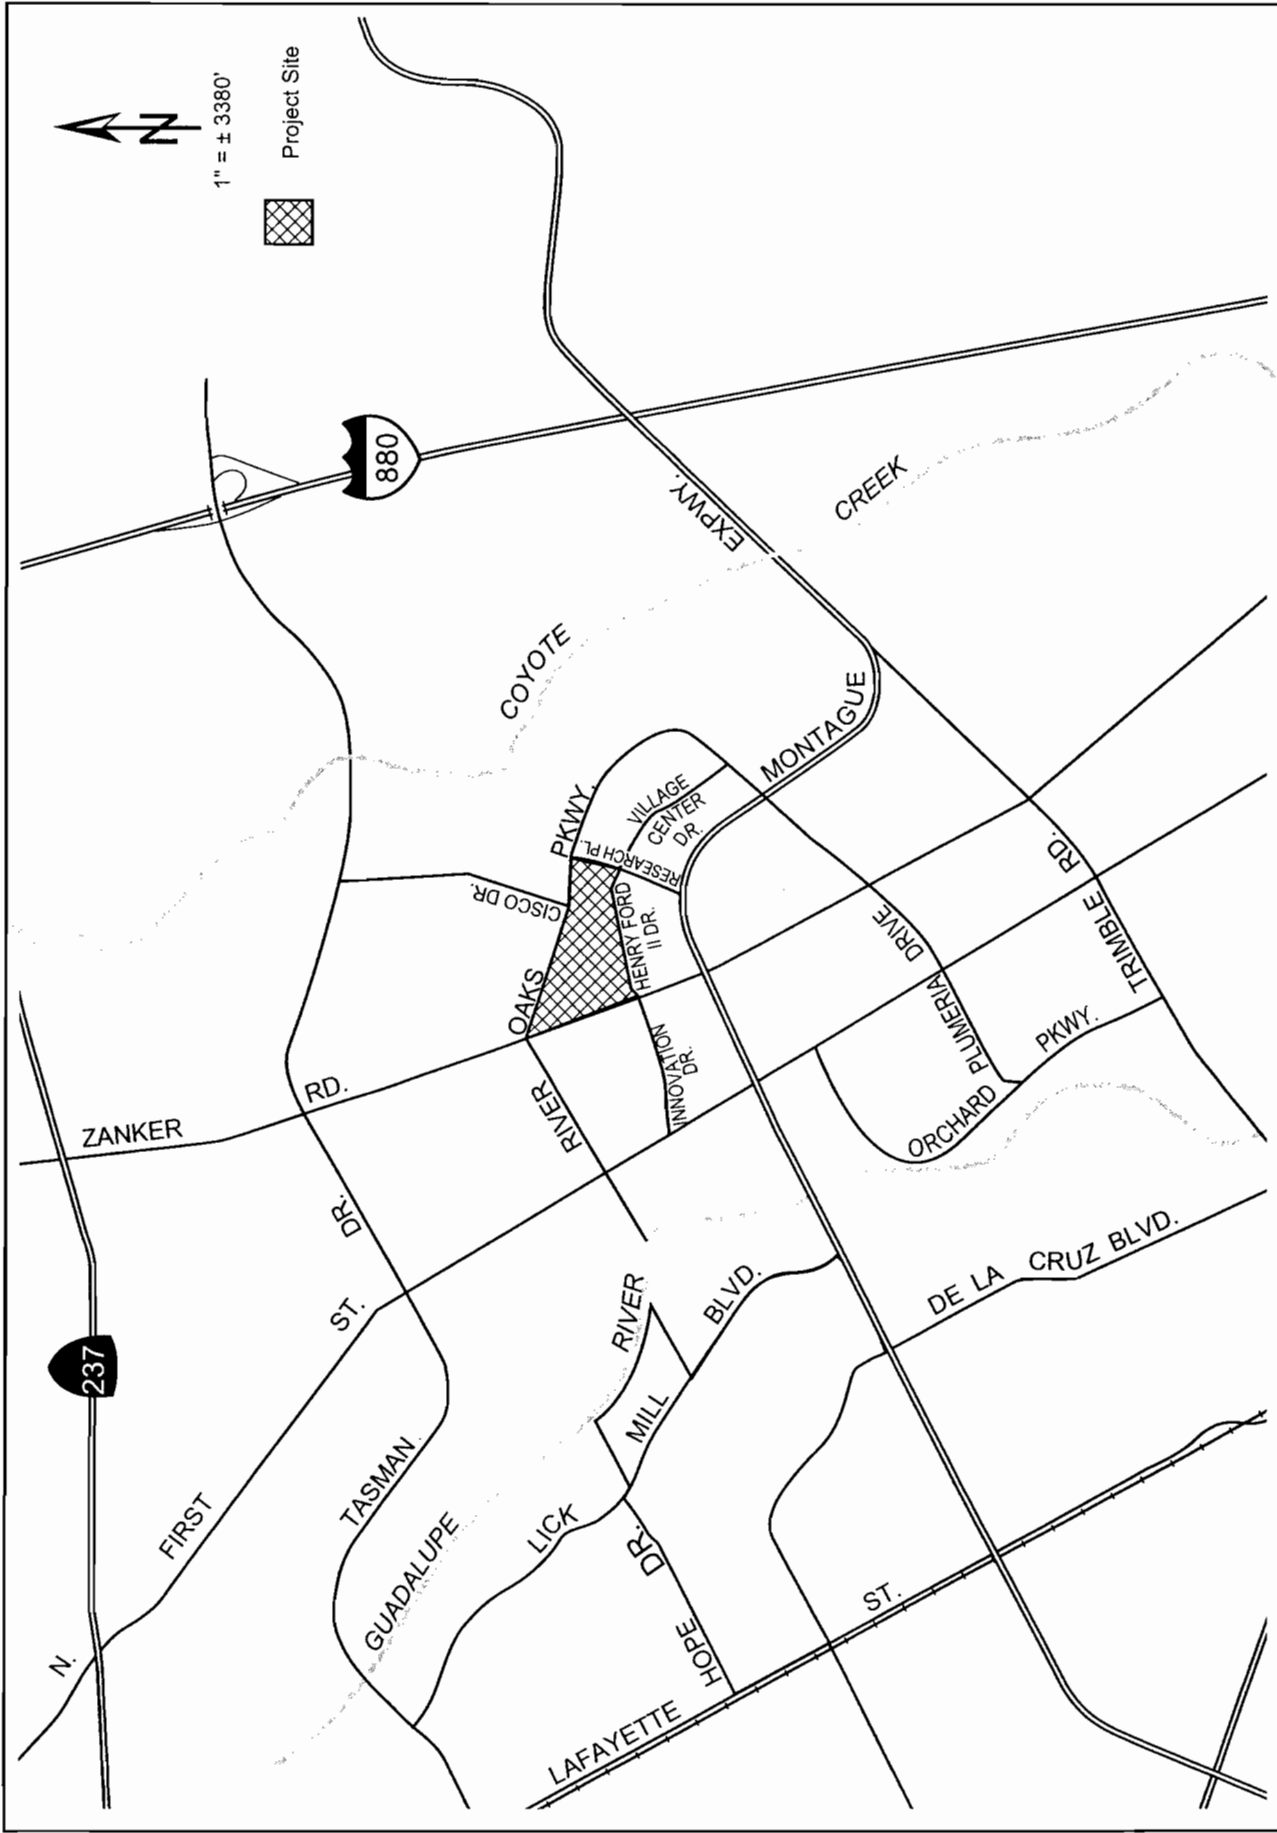 N
1" = ± 3380'
Project Site
237
880
N.
FIRST
ST.
ZANKER
RD.
TASMAN
DR.
GUADALUPE
RIVER
LICK
MILL
BLVD.
HOPE
DR.
LAFAYETTE
ST.
RIVER
OAKS
PKWY.
CISCO DR.
COYOTE
CREEK
VILLAGE
CENTER
DR.
RESEARCH PL.
HENRY FORD
II DR.
INNOVATION
DR.
MONTAGUE
EXPWY.
PLUMERIA
DRIVE
ORCHARD
PKWY.
TRIMBLE
RD.
DE LA
CRUZ BLVD.